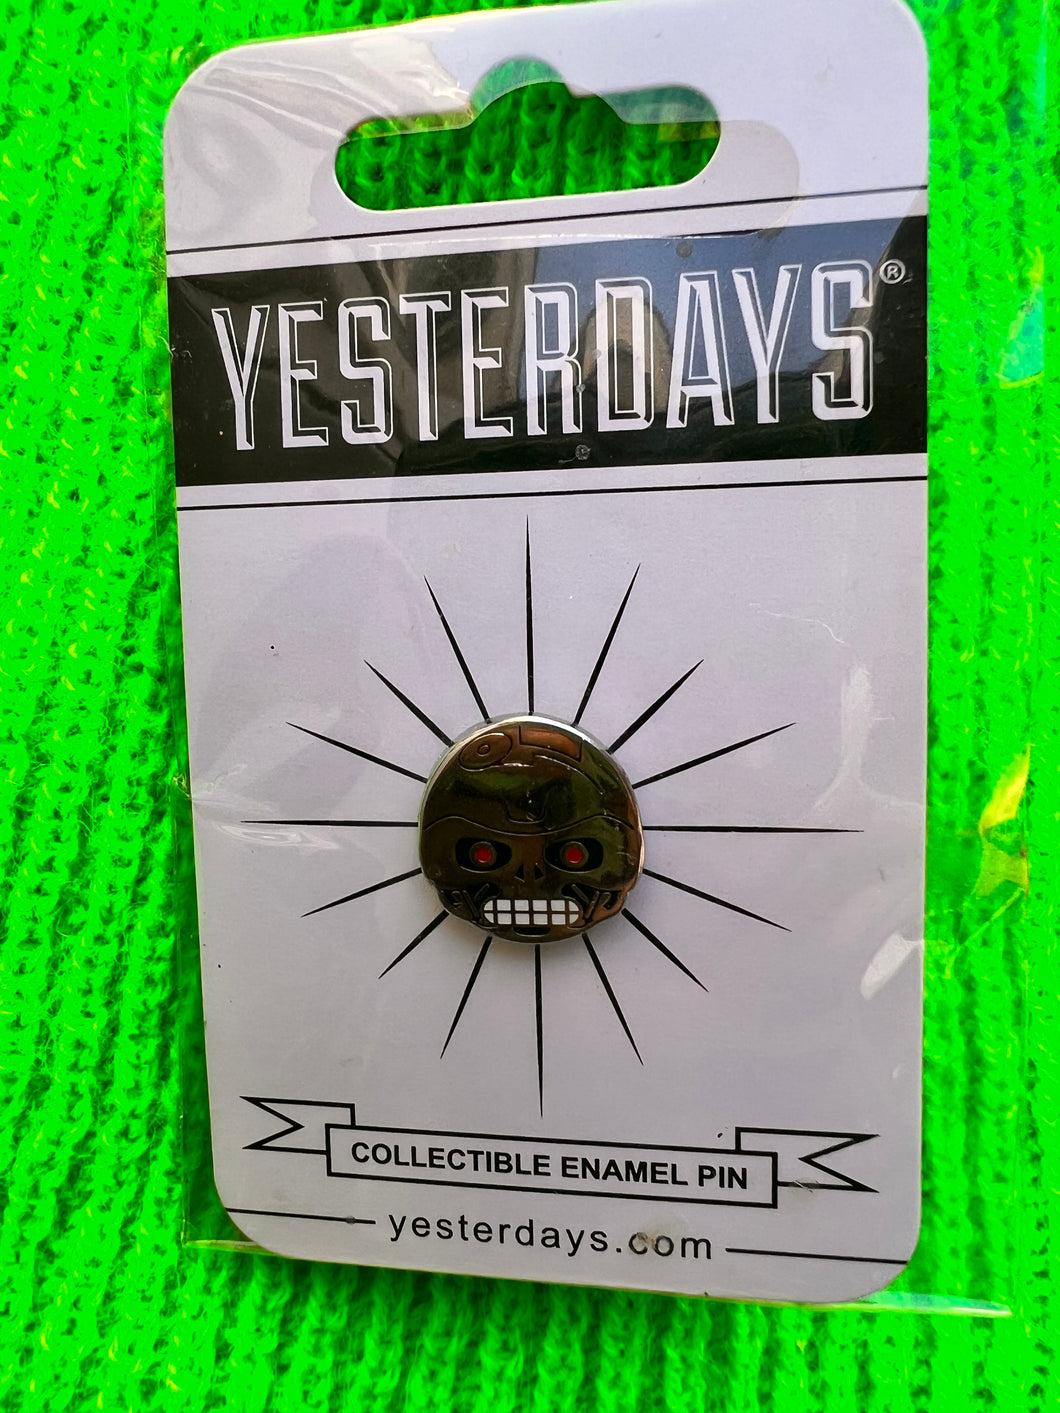 YESTERDAYS®
COLLECTIBLE ENAMEL PIN
yesterdays.com